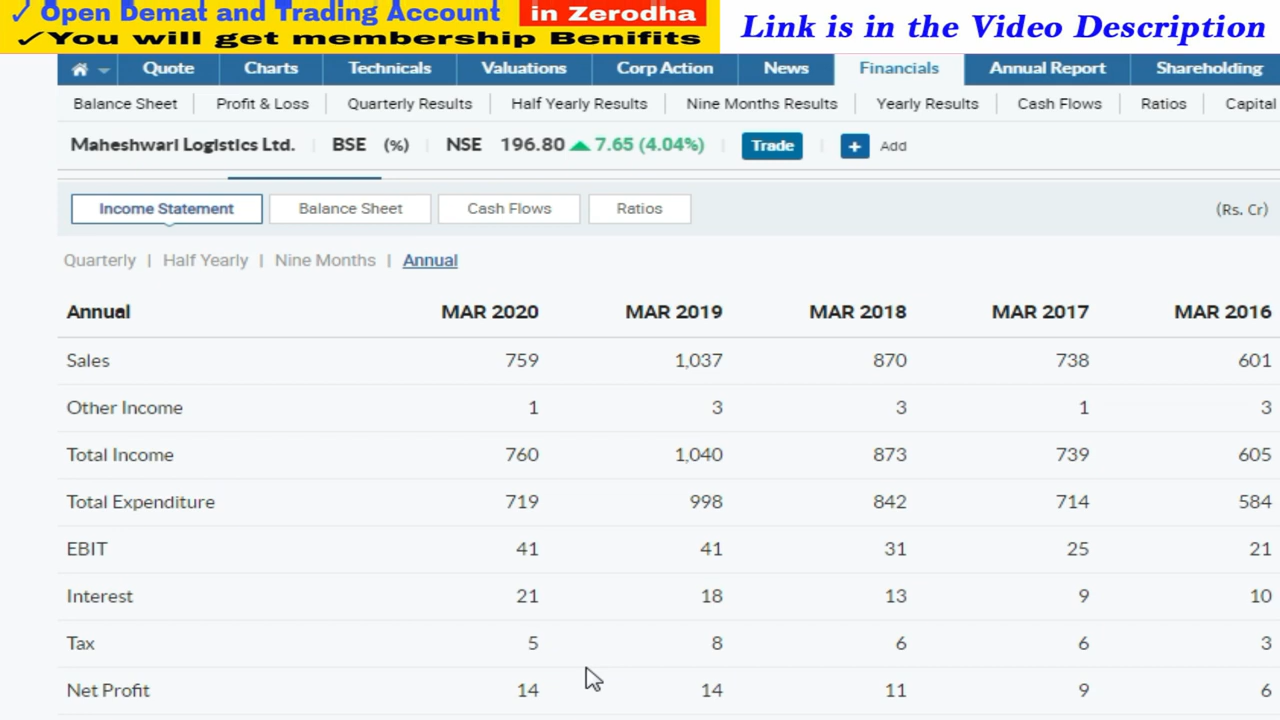 ✓ Open Demat and Trading Account in Zerodha
✓You will get membership Benifits
Link is in the Video Description
Quote Charts Technicals Valuations Corp Action News Financials Annual Report Shareholding
Balance Sheet Profit & Loss Quarterly Results Half Yearly Results Nine Months Results Yearly Results Cash Flows Ratios Capital
Maheshwari Logistics Ltd. BSE (%) NSE 196.80 7.65 (4.04%) Trade + Add
Income Statement Balance Sheet Cash Flows Ratios (Rs. Cr)
Quarterly | Half Yearly | Nine Months | Annual
Annual MAR 2020 MAR 2019 MAR 2018 MAR 2017 MAR 2016
Sales 759 1,037 870 738 601
Other Income 1 3 3 1 3
Total Income 760 1,040 873 739 605
Total Expenditure 719 998 842 714 584
EBIT 41 41 31 25 21
Interest 21 18 13 9 10
Tax 5 8 6 6 3
Net Profit 14 14 11 9 6